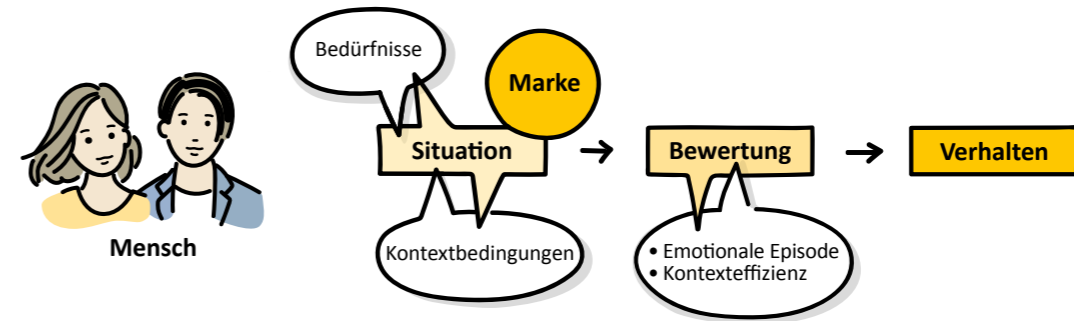 Bedürfnisse
Marke
Situation
Bewertung
Verhalten
Mensch
Kontextbedingungen
• Emotionale Episode
• Kontexteffizienz